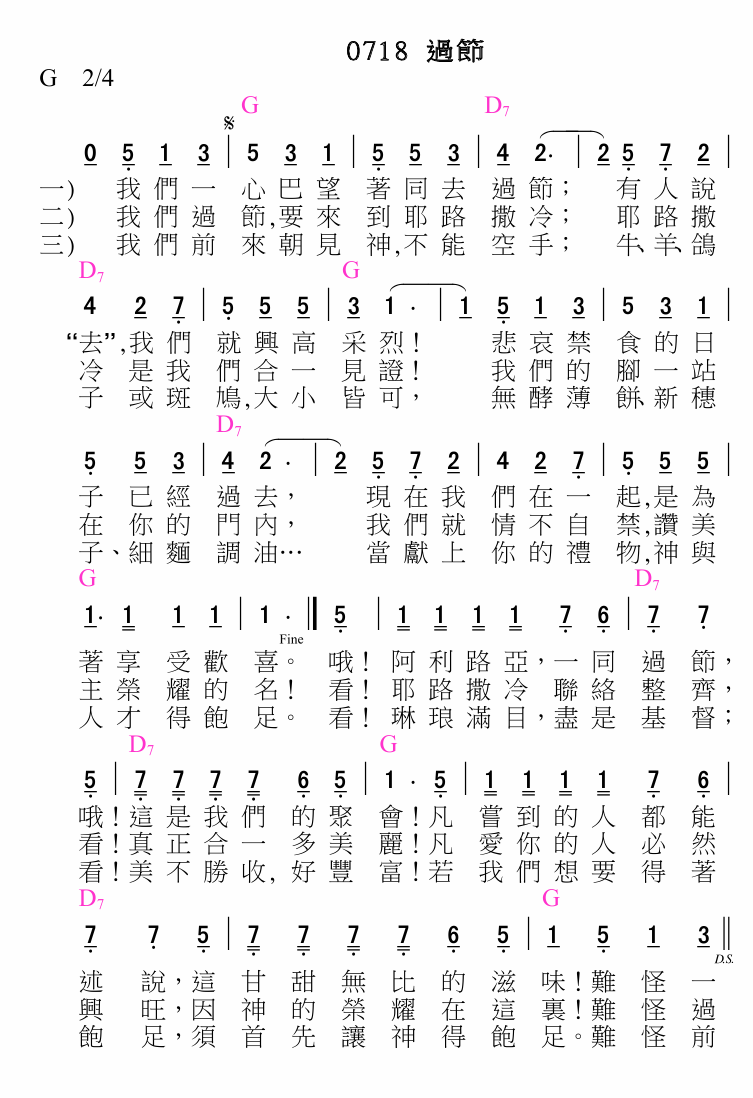 0718 過節
G 2/4
G D7
0 5 1 3 | 5 3 1 | 5 5 3 | 4 2· | 2 5 7 2 |
一) 我們一 心巴望 著同去 過節； 有人說
二) 我們過 節,要來 到耶路 撒冷； 耶路撒
三) 我們前 來朝見 神,不能 空手； 牛、羊、鴿
D7 G
4 2 7 | 5 5 5 | 3 1 · | 1 5 1 3 | 5 3 1 |
“去”,我們 就興高 采烈！ 悲哀禁 食的日
冷是我 們合一 見證！ 我們的 腳一站
子或斑 鳩,大小 皆可， 無酵薄 餅、新穗
D7
5 5 3 | 4 2 · | 2 5 7 2 | 4 2 7 | 5 5 5 |
子已經 過去， 現在我 們在一 起,是為
在你的 門內， 我們就 情不自 禁,讚美
子、細麵 調油… 當獻上 你的禮 物,神與
G D7
1· 1 1 1 | 1 · 5 | 1 1 1 1 7 6 | 7 7
Fine
著享受歡 喜。 哦！ 阿利路亞，一同 過節，
主榮耀的 名！ 看！ 耶路撒冷聯絡 整齊，
人才得飽 足。 看！ 琳琅滿目，盡是 基督；
D7 G
5 | 7 7 7 7 6 5 | 1 · 5 | 1 1 1 1 7 6 |
哦！這是我們的聚 會！凡 嘗到的人都能
看！真正合一多美 麗！凡 愛你的人必然
看！美不勝收,好豐 富！若 我們想要得著
D7 G
7 7 5 | 7 7 7 7 6 5 | 1 5 1 3
D.S.
述說，這 甘甜無比的滋 味！難怪一
興旺，因 神的榮耀在這 裏！難怪過
飽足，須 首先讓神得飽 足。難怪前